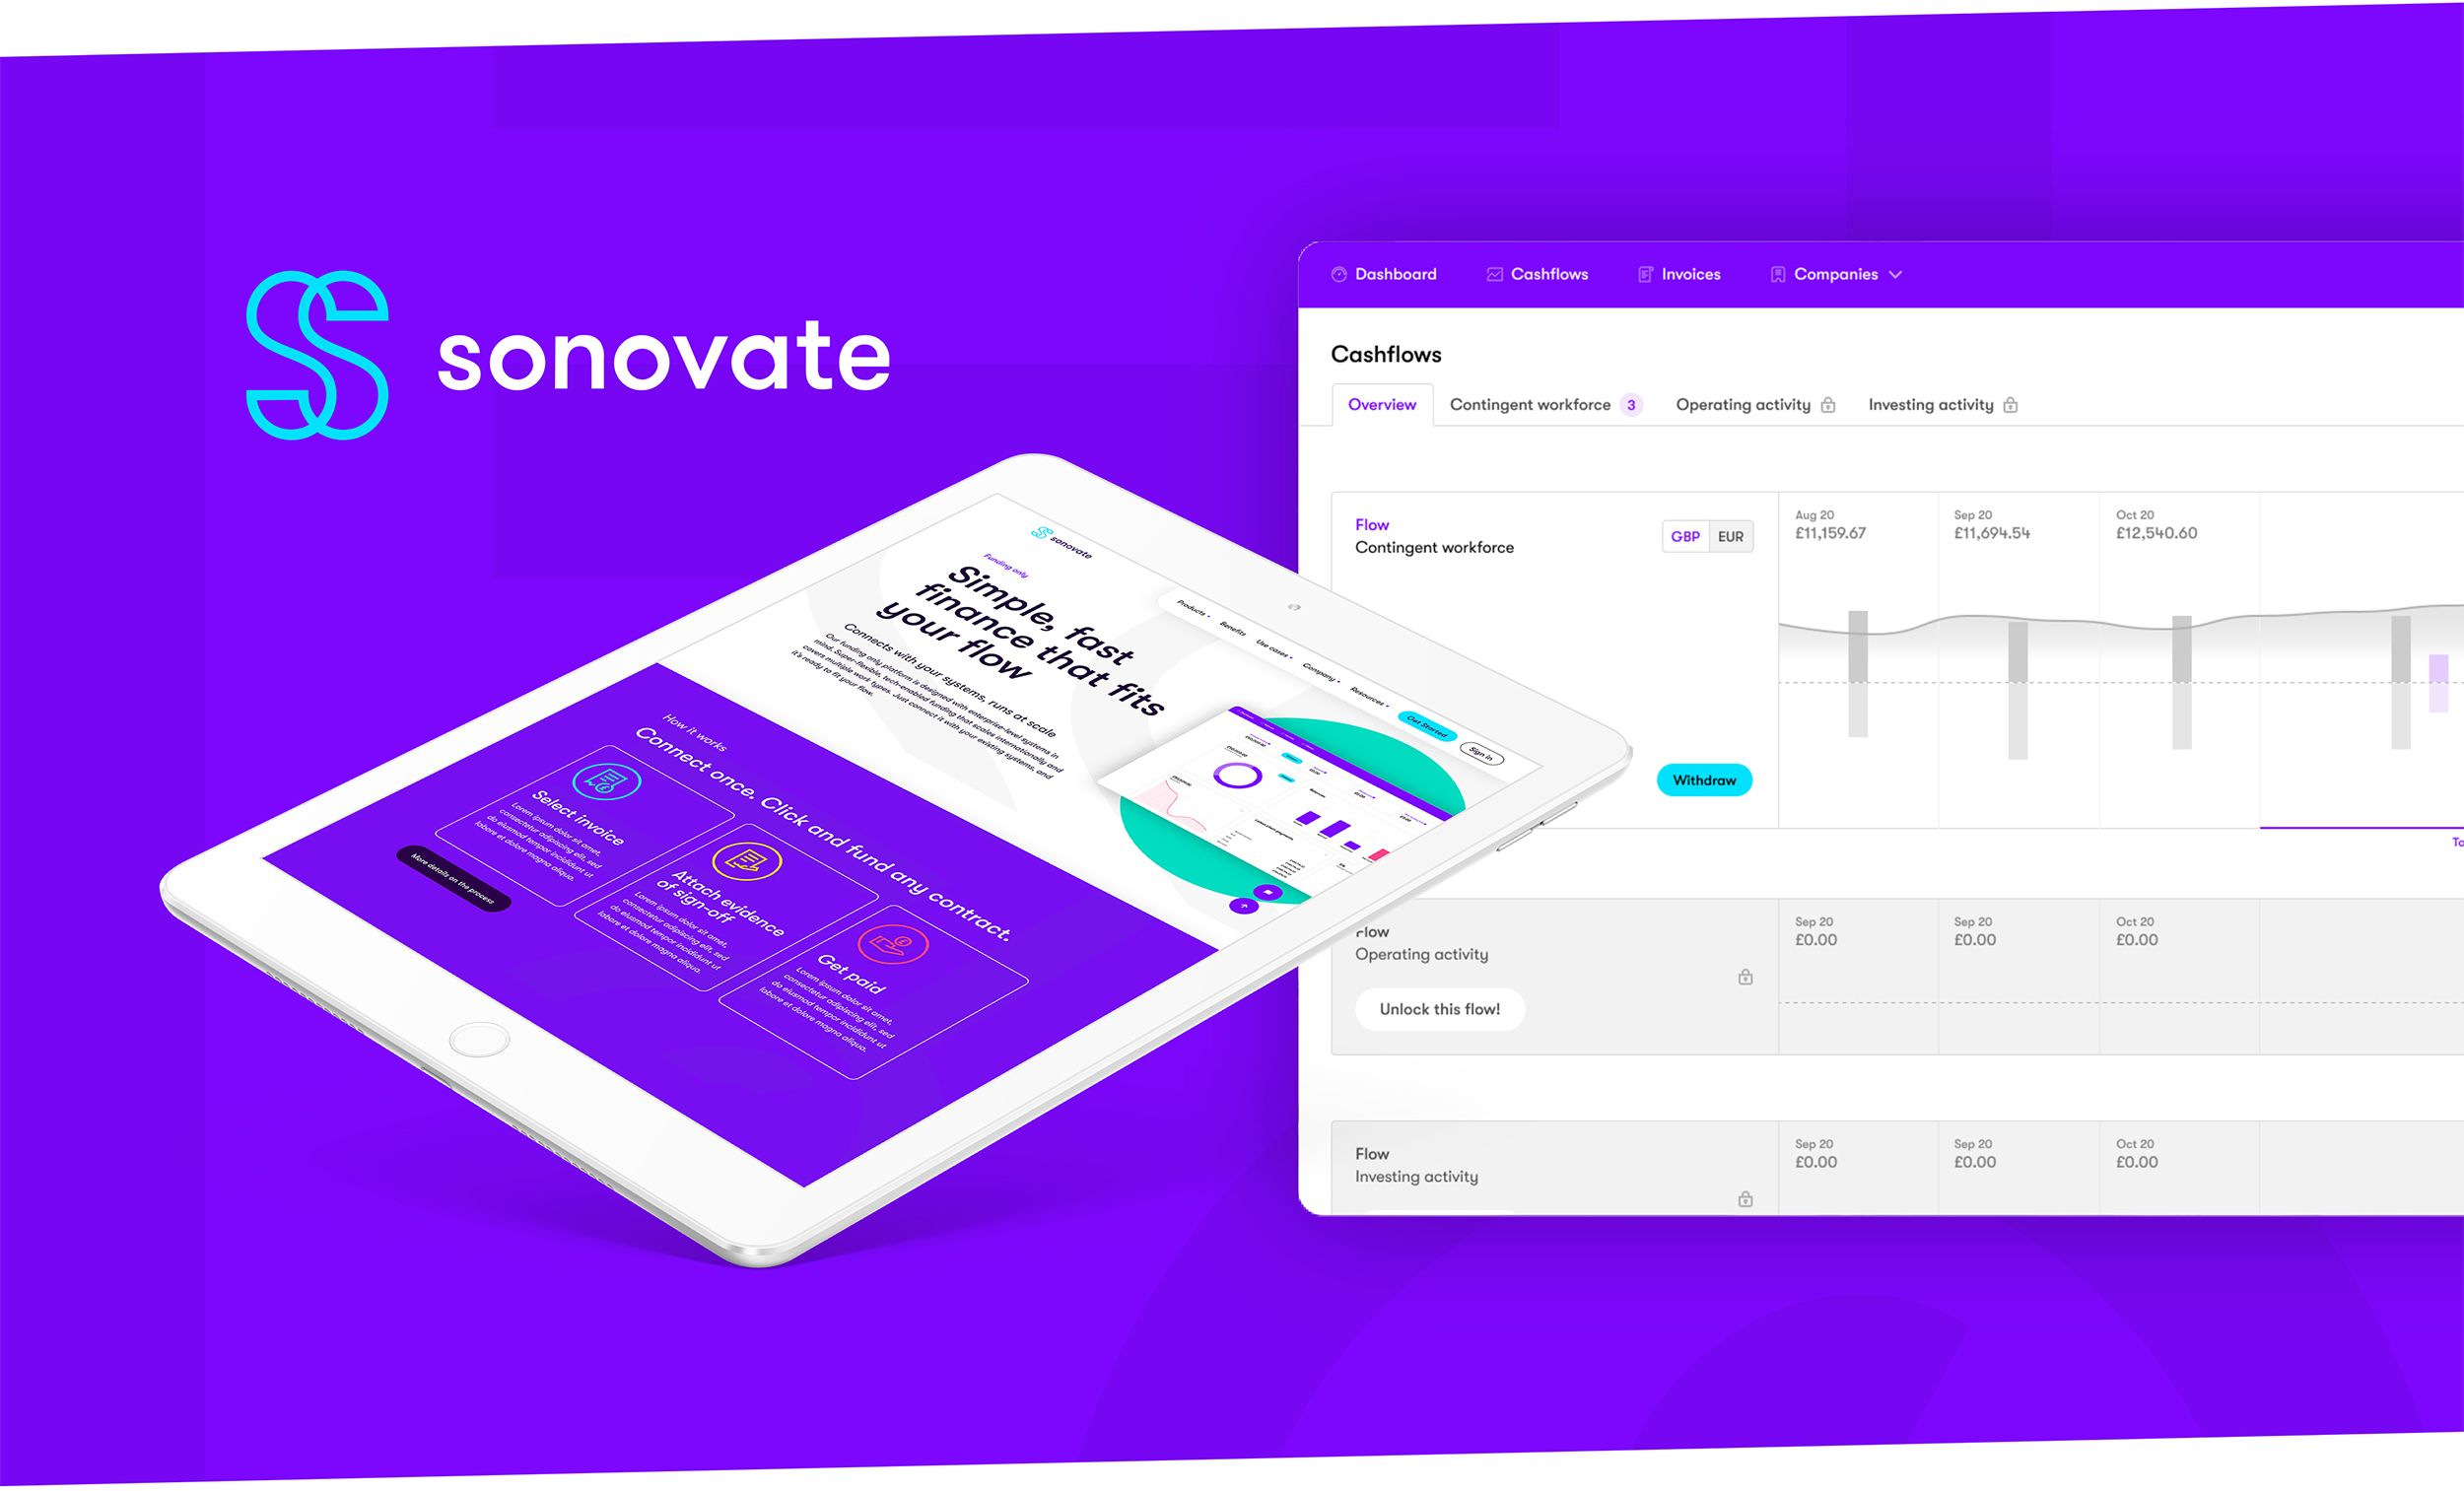 sonovate
Dashboard
Cashflows
Invoices
Companies
Cashflows
Overview
Contingent workforce 3
Operating activity
Investing activity
Flow
Contingent workforce
GBP EUR
Withdraw
Aug 20
£11,159.67
Sep 20
£11,694.54
Oct 20
£12,540.60
To
Flow
Operating activity
Unlock this flow!
Sep 20
£0.00
Sep 20
£0.00
Oct 20
£0.00
Flow
Investing activity
Sep 20
£0.00
Sep 20
£0.00
Oct 20
£0.00
sonovate
Products
Benefits
Use cases
Company
Resources
Get Started
Sign in
Funding only
Simple, fast
finance that fits
your flow
Connects with your systems, runs at scale
Our funding only platform is designed with enterprise-level systems in
mind. Super-flexible, tech-enabled funding that scales internationally and
covers multiple work types. Just connect it with your existing systems, and
it's ready to fit your flow.
How it works
Connect once. Click and fund any contract.
Select invoice
Lorem ipsum dolor sit amet,
consectetur adipiscing elit, sed
do eiusmod tempor incididunt ut
labore et dolore magna aliqua.
Attach evidence
of sign-off
Lorem ipsum dolor sit amet,
consectetur adipiscing elit, sed
do eiusmod tempor incididunt ut
labore et dolore magna aliqua.
Get paid
Lorem ipsum dolor sit amet,
consectetur adipiscing elit, sed
do eiusmod tempor incididunt ut
labore et dolore magna aliqua.
More details on the process